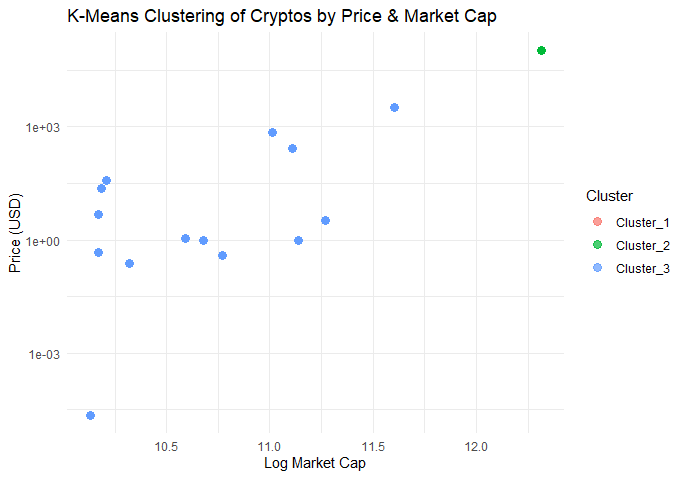 K-Means Clustering of Cryptos by Price & Market Cap
1e+03
1e+00
1e-03
Price (USD)
10.5 11.0 11.5 12.0
Log Market Cap
Cluster
Cluster_1
Cluster_2
Cluster_3